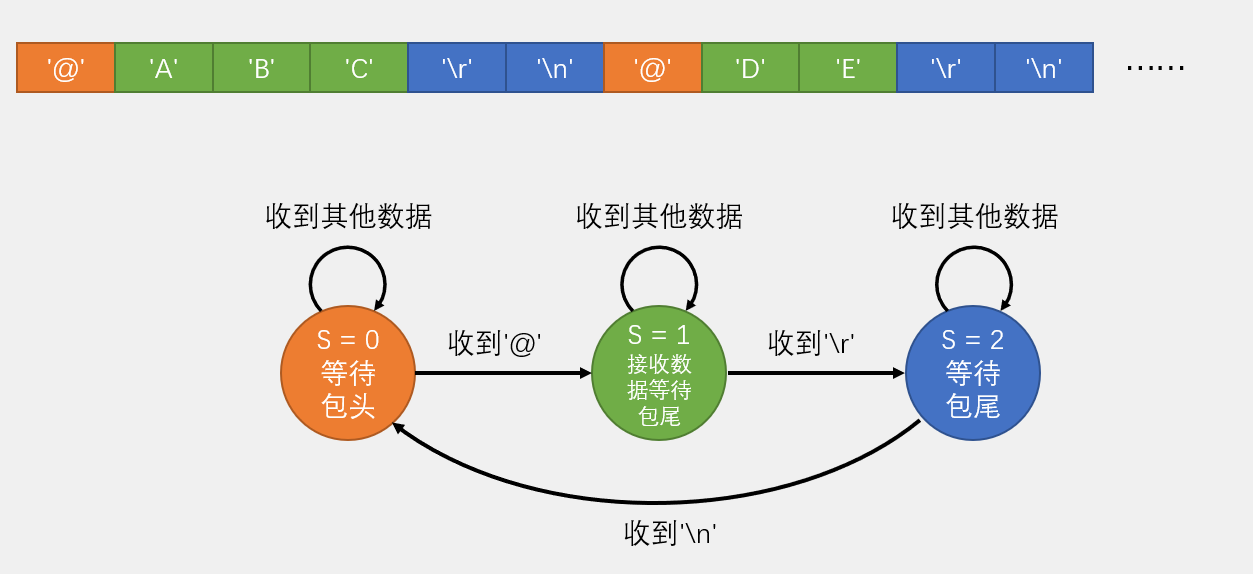 '@' 'A' 'B' 'C' '\r' '\n' '@' 'D' 'E' '\r' '\n' ······
收到其他数据 收到其他数据 收到其他数据
S = 0
等待
包头
收到'@'
S = 1
接收数
据等待
包尾
收到'\r'
S = 2
等待
包尾
收到'\n'